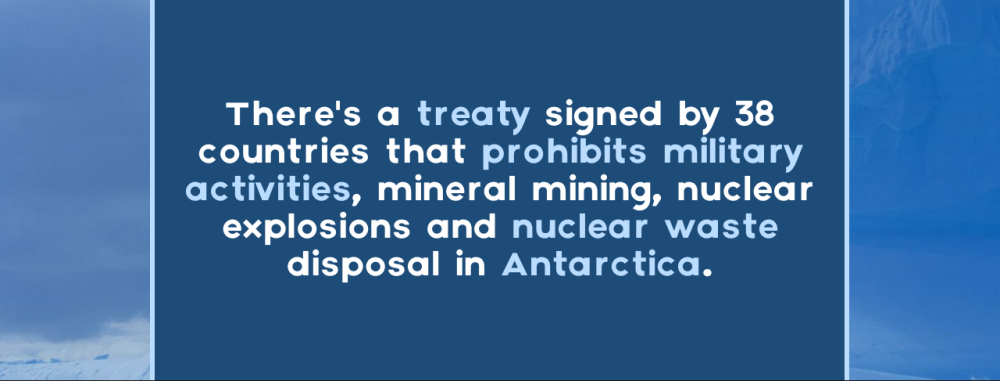 There's a treaty signed by 38
countries that prohibits military
activities, mineral mining, nuclear
explosions and nuclear waste
disposal in Antarctica.